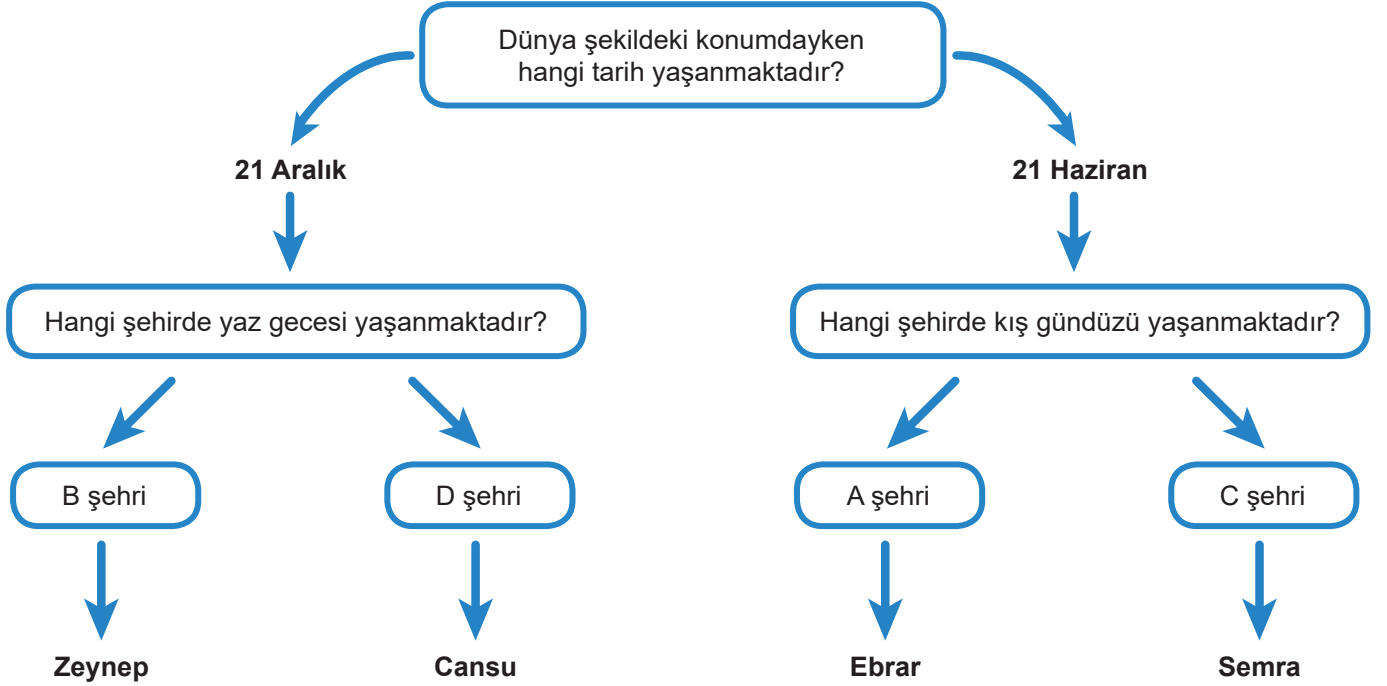 Dünya şekildeki konumdayken
hangi tarih yaşanmaktadır?
21 Aralık
21 Haziran
Hangi şehirde yaz gecesi yaşanmaktadır?
Hangi şehirde kış gündüzü yaşanmaktadır?
B şehri
D şehri
A şehri
C şehri
Zeynep
Cansu
Ebrar
Semra